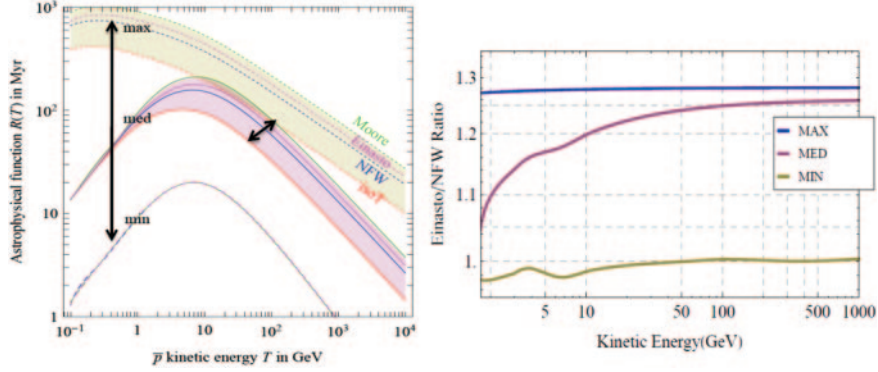 Astrophysical function R(T) in Myr
10³
10²
10
1
max
med
min
Moore
Einasto
NFW
isoT
10⁻¹ 1 10 10² 10³ 10⁴
p̅ kinetic energy T in GeV
Einasto/NFW Ratio
1.3
1.2
1.1
1.
MAX
MED
MIN
5 10 50 100 500 1000
Kinetic Energy(GeV)